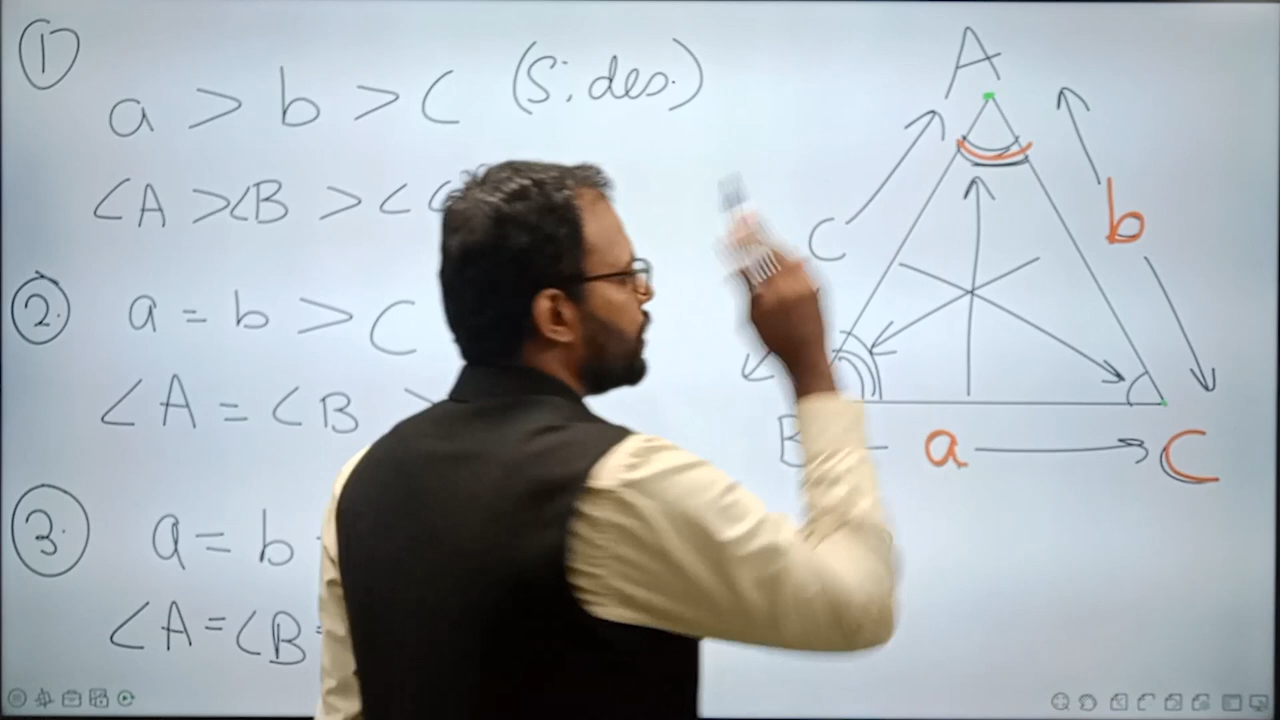 ①
a > b > c (Sides.)
∠A > ∠B > ∠C
②
a = b > c
∠A = ∠B >
③
a = b
∠A = ∠B =
A
c
b
B
a
C